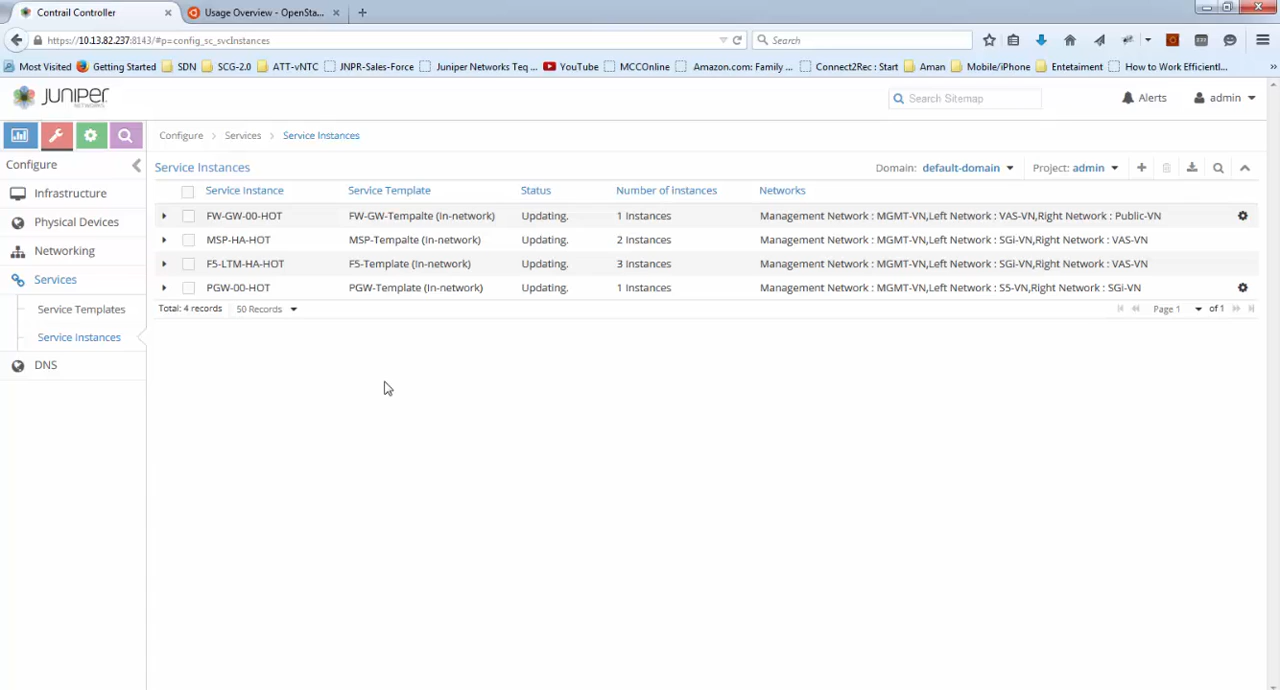 Contrail Controller × Usage Overview - OpenSta... × +
https://10.13.82.237:8143/#p=config_sc_svcInstances Search
Most Visited Getting Started SDN SCG-2.0 ATT-vNTC JNPR-Sales-Force Juniper Networks Teq ... YouTube MCCOnline Amazon.com: Family ... Connect2Rec : Start Aman Mobile/iPhone Entetaiment How to Work Efficientl... »
JUNIPER NETWORKS Search Sitemap Alerts admin
Configure > Services > Service Instances
Configure
Service Instances Domain: default-domain Project: admin
Service Instance Service Template Status Number of instances Networks
FW-GW-00-HOT FW-GW-Tempalte (In-network) Updating. 1 Instances Management Network : MGMT-VN,Left Network : VAS-VN,Right Network : Public-VN
MSP-HA-HOT MSP-Tempalte (In-network) Updating. 2 Instances Management Network : MGMT-VN,Left Network : SGi-VN,Right Network : VAS-VN
F5-LTM-HA-HOT F5-Template (In-network) Updating. 3 Instances Management Network : MGMT-VN,Left Network : SGi-VN,Right Network : VAS-VN
PGW-00-HOT PGW-Template (In-network) Updating. 1 Instances Management Network : MGMT-VN,Left Network : S5-VN,Right Network : SGi-VN
Total: 4 records 50 Records Page 1 of 1
Infrastructure
Physical Devices
Networking
Services
Service Templates
Service Instances
DNS